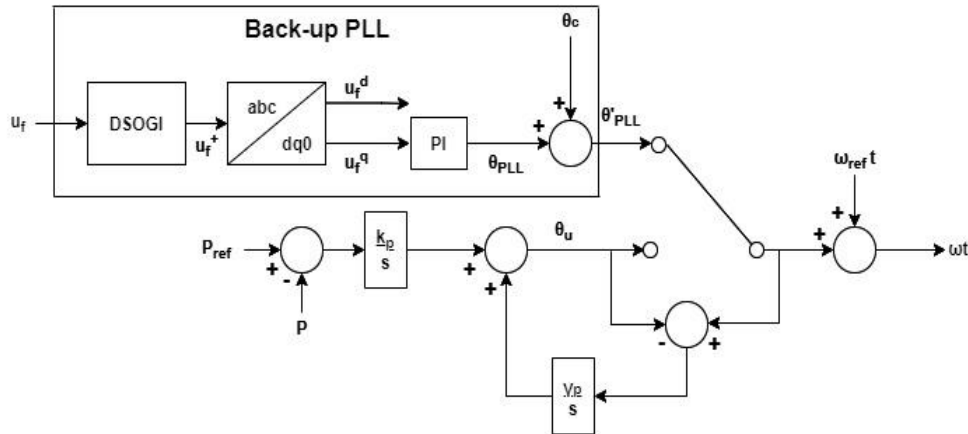 Back-up PLL
θc
uf
DSOGI
uf+
abc
dq0
ufd
ufq
PI
θPLL
+
+
θ'PLL
ωref t
+
+
ωt
pref
+
-
p
kp
s
+
+
θu
-
+
γp
s